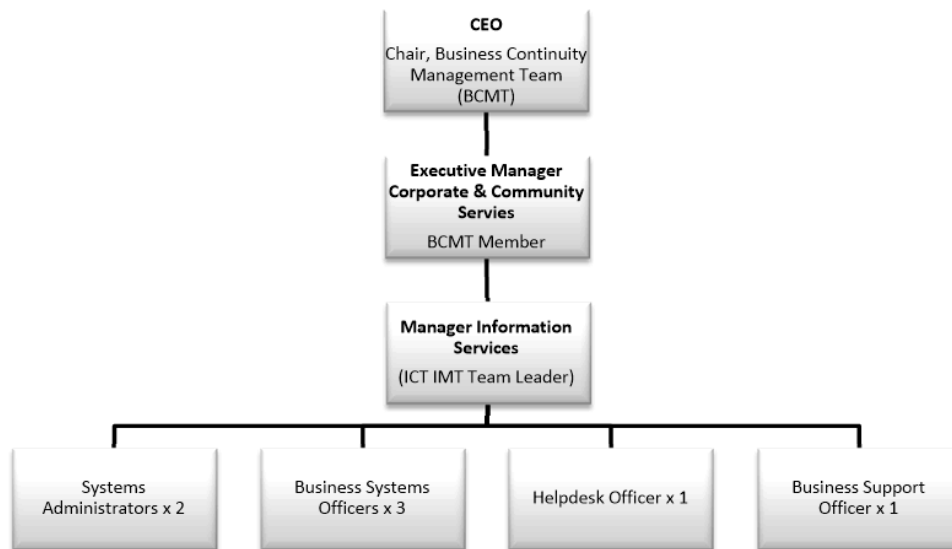 CEO
Chair, Business Continuity
Management Team
(BCMT)
Executive Manager
Corporate & Community
Servies
BCMT Member
Manager Information
Services
(ICT IMT Team Leader)
Systems
Administrators x 2
Business Systems
Officers x 3
Helpdesk Officer x 1
Business Support
Officer x 1